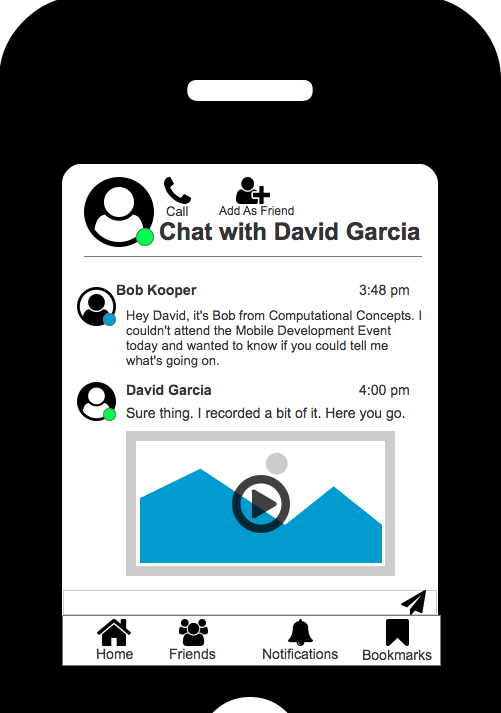 Call
Add As Friend
Chat with David Garcia
Bob Kooper 3:48 pm
Hey David, it's Bob from Computational Concepts. I
couldn't attend the Mobile Development Event
today and wanted to know if you could tell me
what's going on.
David Garcia 4:00 pm
Sure thing. I recorded a bit of it. Here you go.
Home Friends Notifications Bookmarks